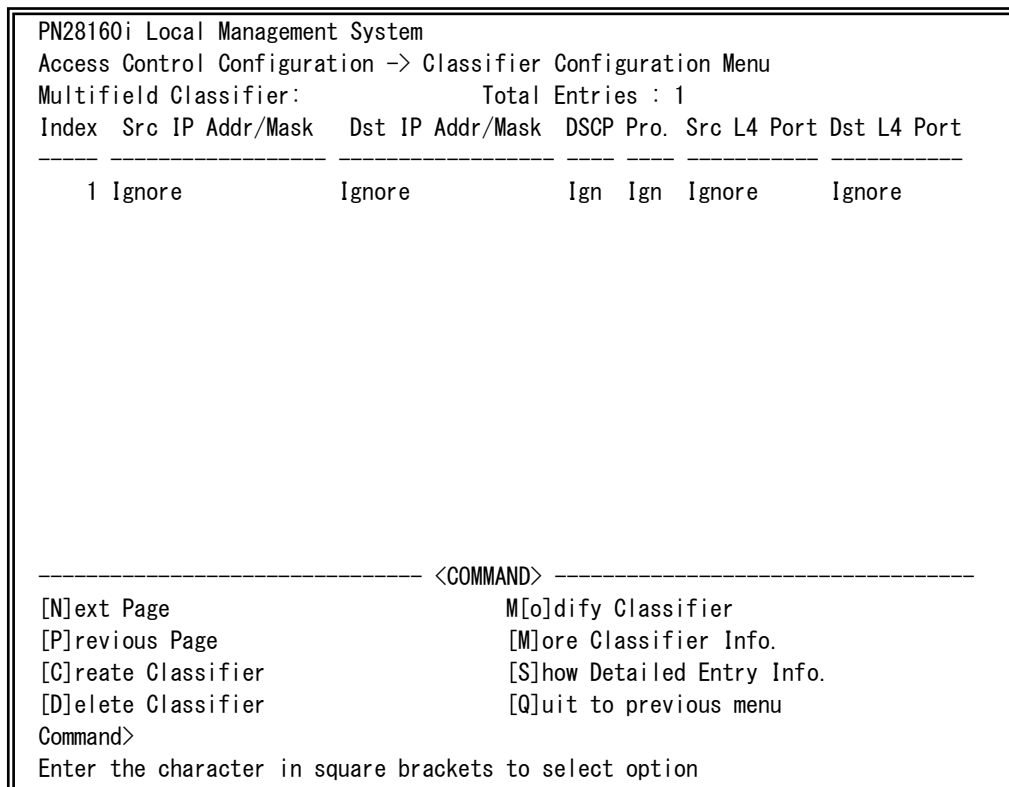 PN28160i Local Management System
Access Control Configuration -> Classifier Configuration Menu
Multifield Classifier:                Total Entries : 1
Index  Src IP Addr/Mask   Dst IP Addr/Mask  DSCP Pro. Src L4 Port Dst L4 Port
----- ------------------ ------------------ ---- ---- ----------- -----------
    1 Ignore             Ignore             Ign  Ign  Ignore      Ignore
-------------------------------- <COMMAND> -----------------------------------
[N]ext Page                            M[o]dify Classifier
[P]revious Page                        [M]ore Classifier Info.
[C]reate Classifier                    [S]how Detailed Entry Info.
[D]elete Classifier                    [Q]uit to previous menu
Command>
Enter the character in square brackets to select option